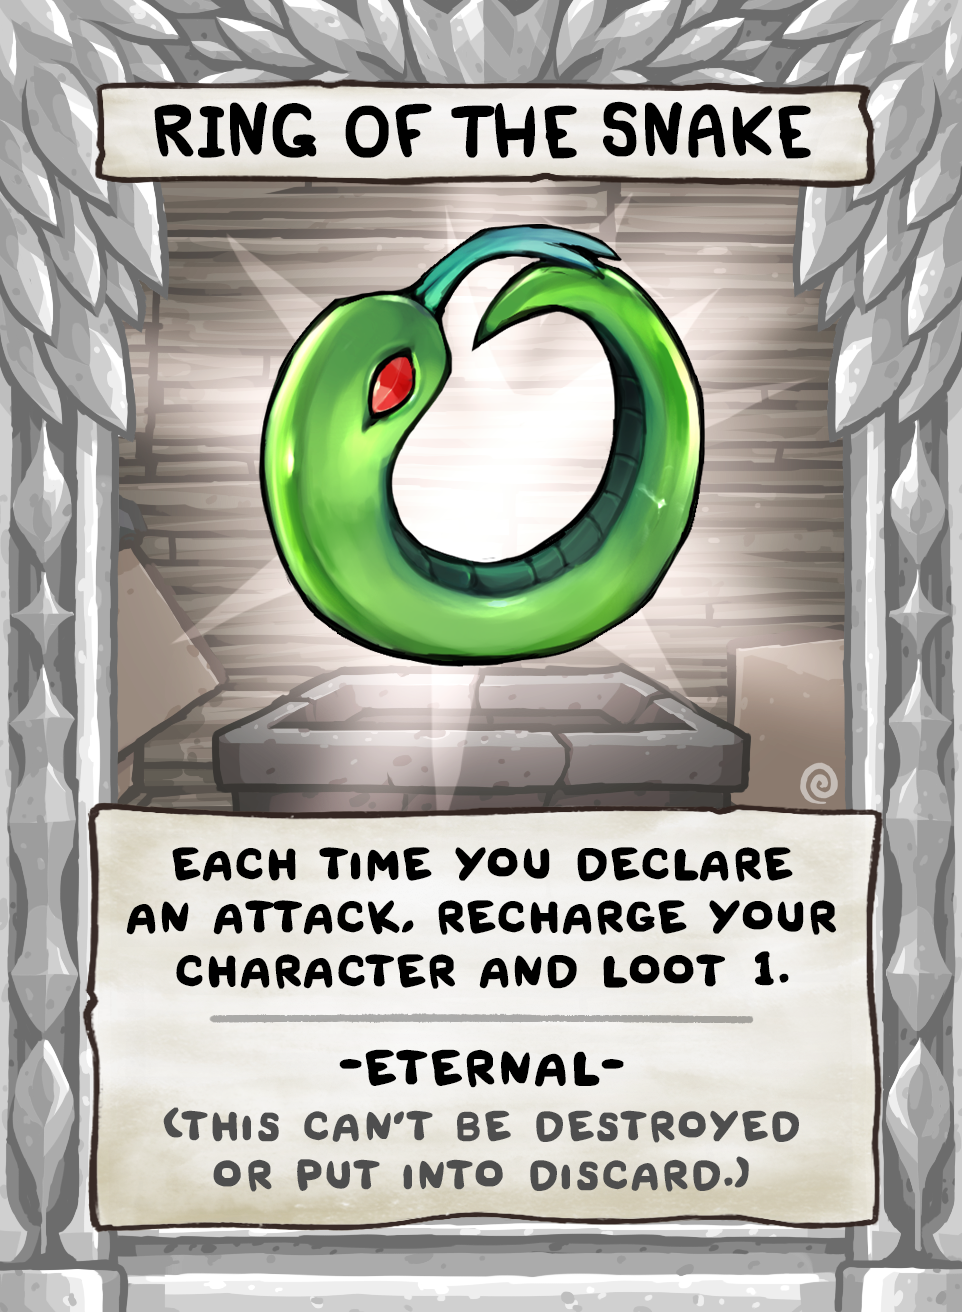 RING OF THE SNAKE
EACH TIME YOU DECLARE
AN ATTACK, RECHARGE YOUR
CHARACTER AND LOOT 1.
-ETERNAL-
(THIS CAN'T BE DESTROYED
OR PUT INTO DISCARD.)